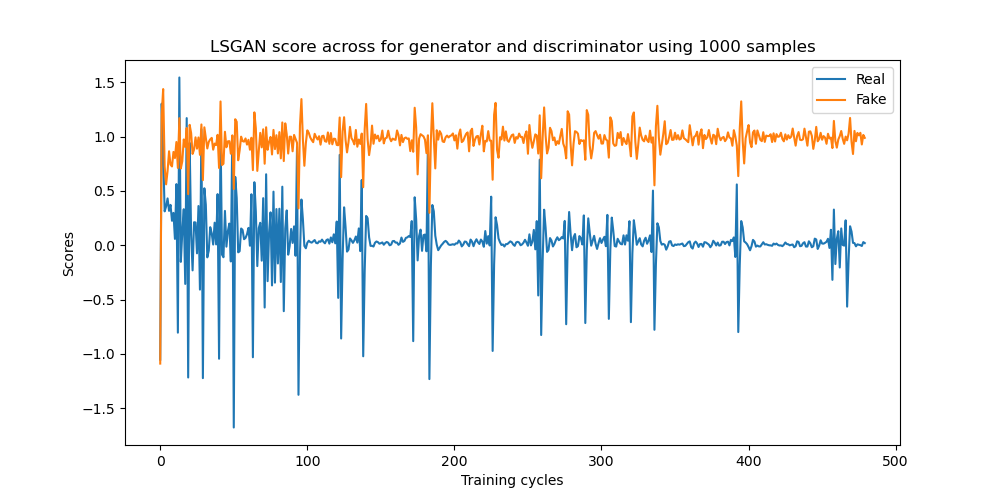 LSGAN score across for generator and discriminator using 1000 samples
Real
Fake
1.5
1.0
0.5
0.0
−0.5
−1.0
−1.5
Scores
0 100 200 300 400 500
Training cycles